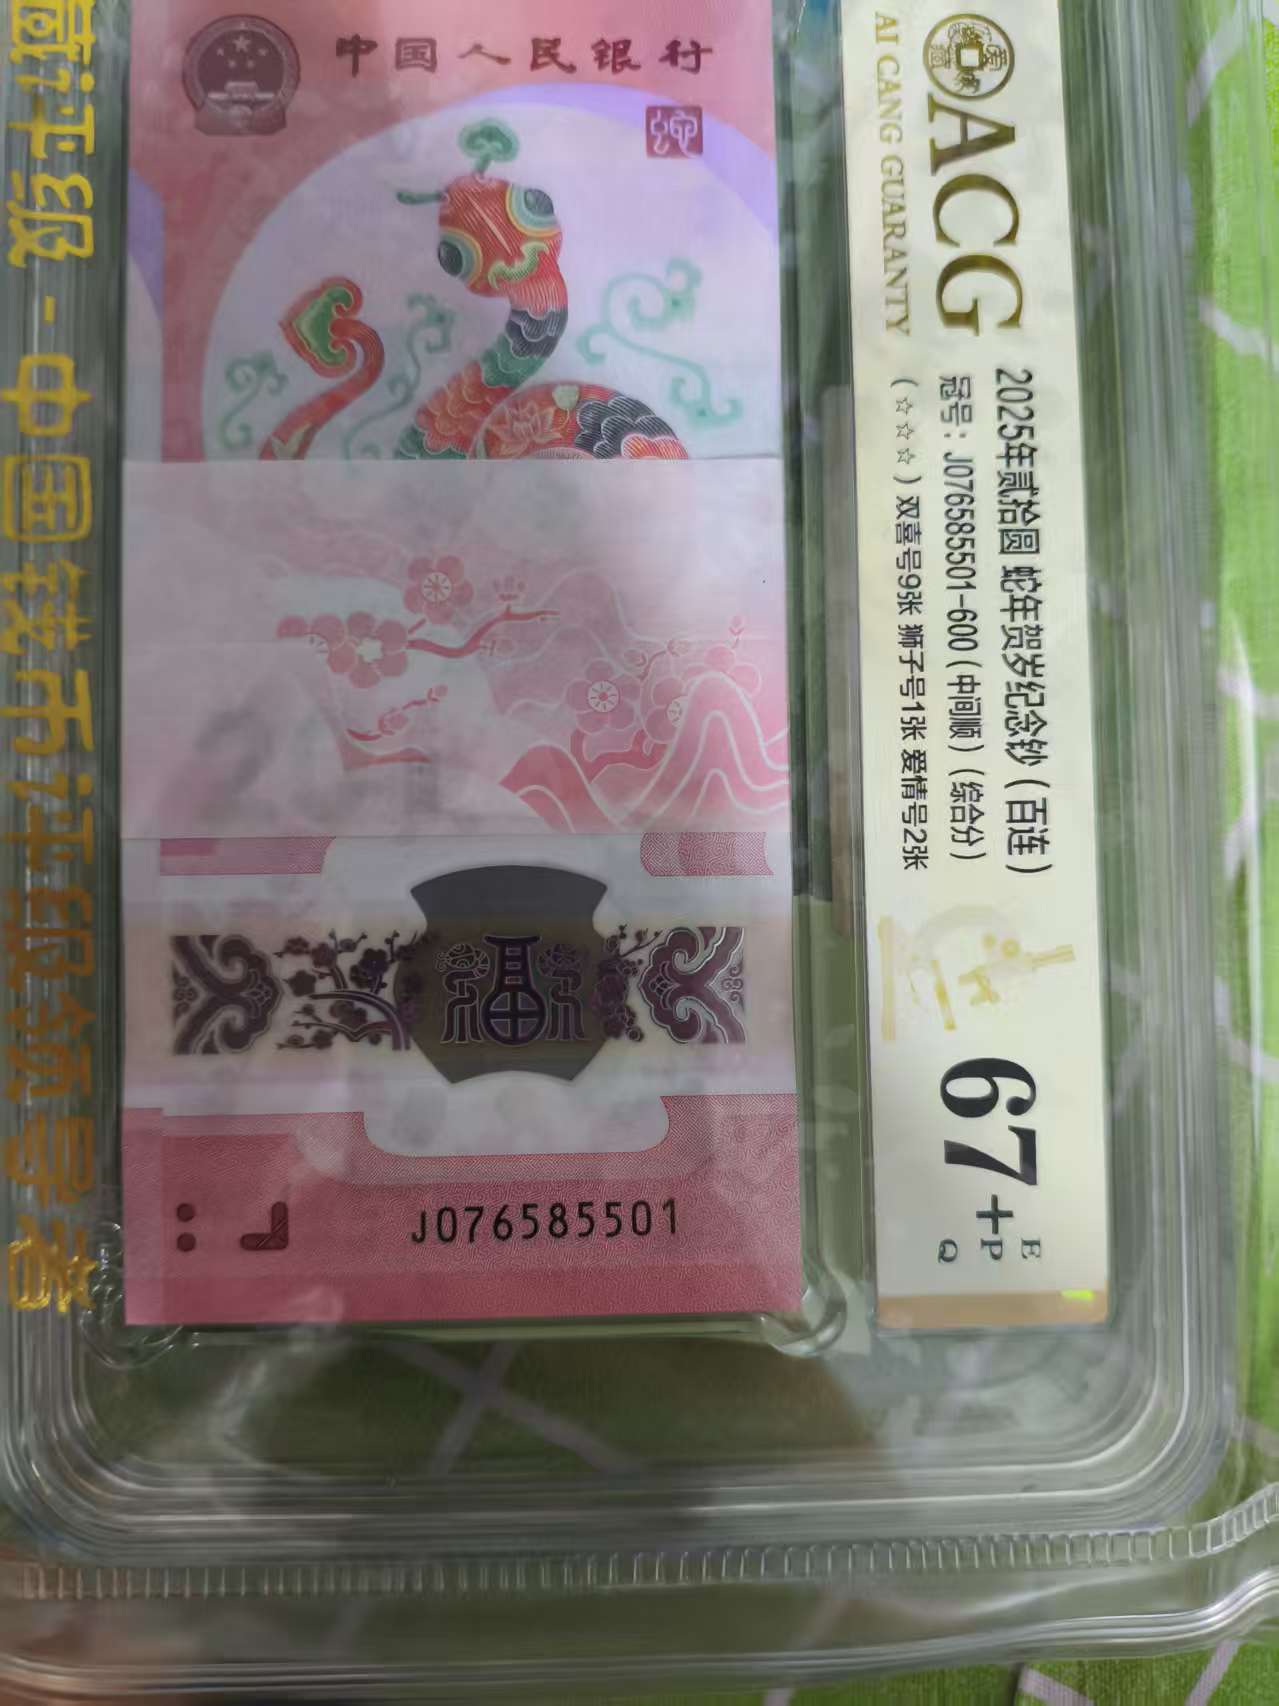 中国人民银行
J076585501
ACG
AI CANG GUARANTY
2025年贰拾圆 蛇年贺岁纪念钞（百连）
冠号：J076585501-600（中间顺）（综合分）
（☆☆☆）双喜号9张 狮子号1张 爱情号2张
67+
E
P
Q